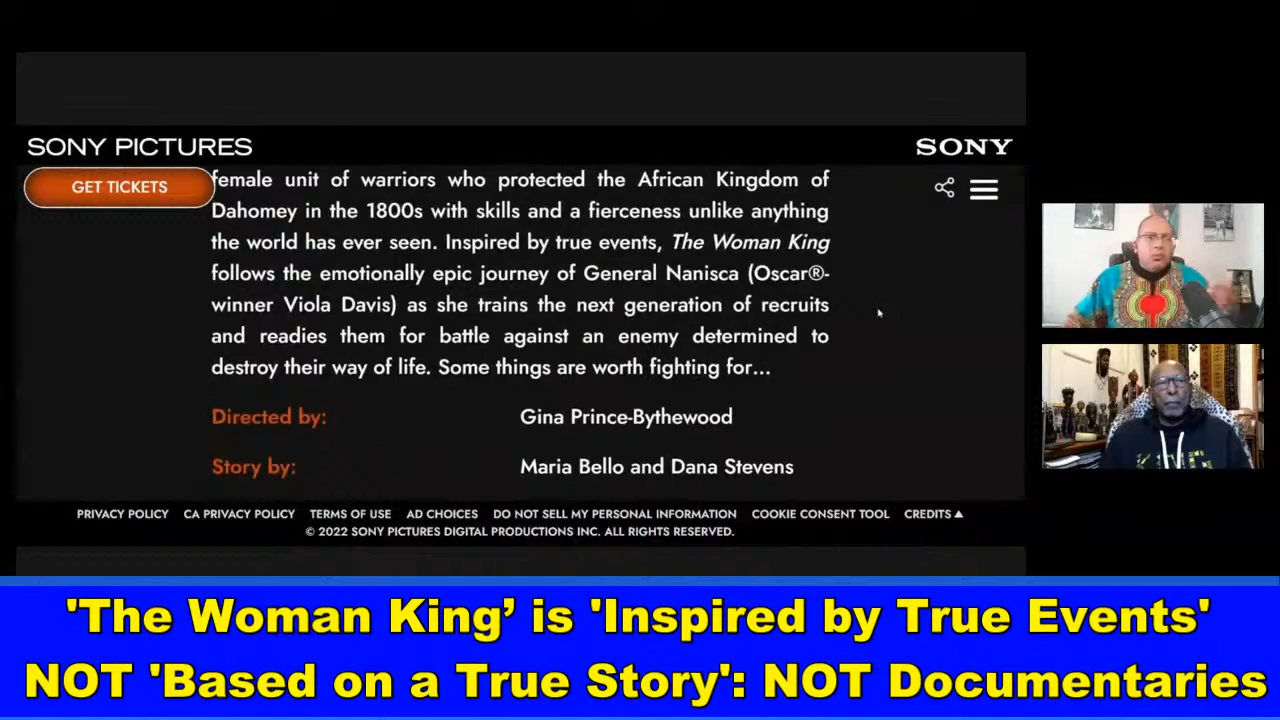 SONY PICTURES
SONY
GET TICKETS
female unit of warriors who protected the African Kingdom of
Dahomey in the 1800s with skills and a fierceness unlike anything
the world has ever seen. Inspired by true events, The Woman King
follows the emotionally epic journey of General Nanisca (Oscar®-
winner Viola Davis) as she trains the next generation of recruits
and readies them for battle against an enemy determined to
destroy their way of life. Some things are worth fighting for...
Directed by: Gina Prince-Bythewood
Story by: Maria Bello and Dana Stevens
PRIVACY POLICY CA PRIVACY POLICY TERMS OF USE AD CHOICES DO NOT SELL MY PERSONAL INFORMATION COOKIE CONSENT TOOL CREDITS
© 2022 SONY PICTURES DIGITAL PRODUCTIONS INC. ALL RIGHTS RESERVED.
'The Woman King’ is 'Inspired by True Events'
NOT 'Based on a True Story': NOT Documentaries